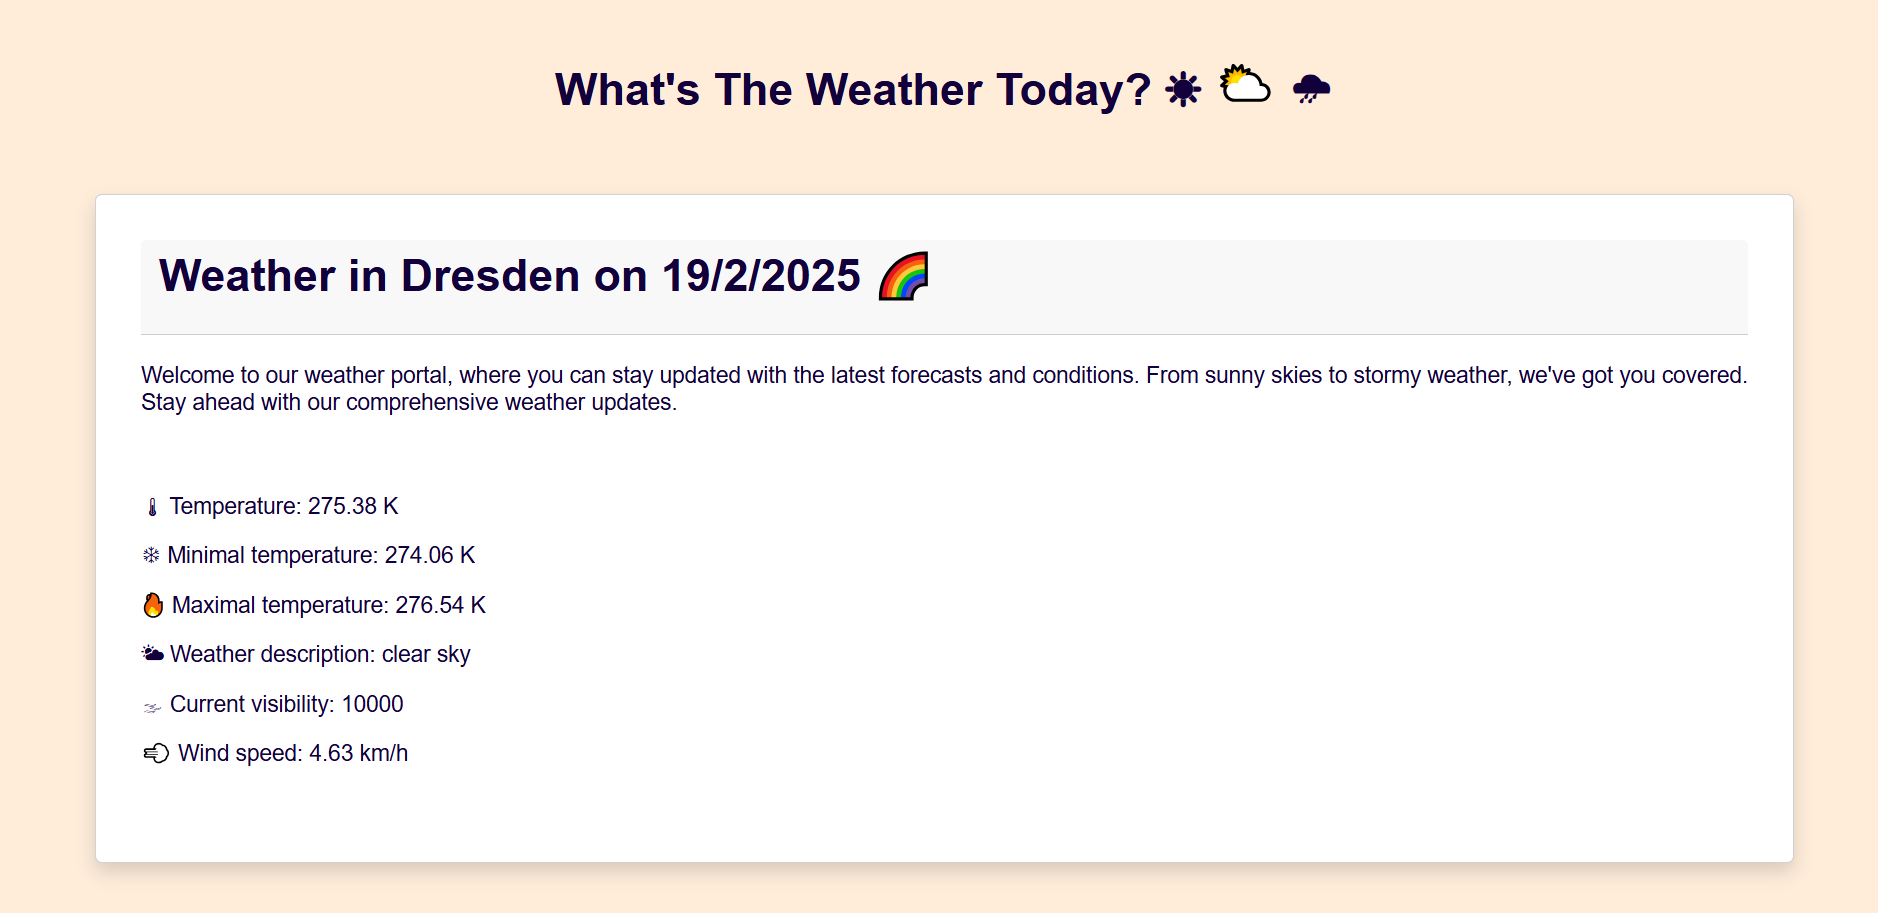 What's The Weather Today? ☀ ⛅ 🌧
Weather in Dresden on 19/2/2025 🌈
Welcome to our weather portal, where you can stay updated with the latest forecasts and conditions. From sunny skies to stormy weather, we've got you covered.
Stay ahead with our comprehensive weather updates.
🌡 Temperature: 275.38 K
❄ Minimal temperature: 274.06 K
🔥 Maximal temperature: 276.54 K
🌥 Weather description: clear sky
🌫 Current visibility: 10000
💨 Wind speed: 4.63 km/h